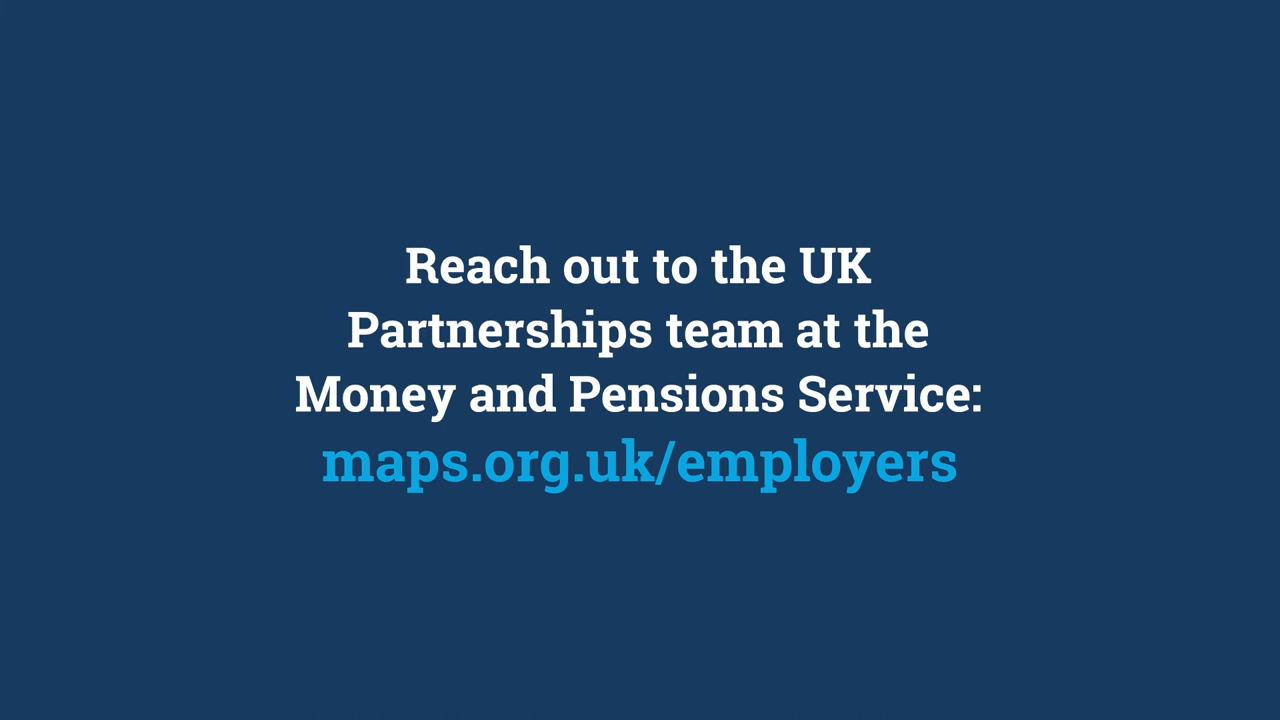 Reach out to the UK
Partnerships team at the
Money and Pensions Service:
maps.org.uk/employers